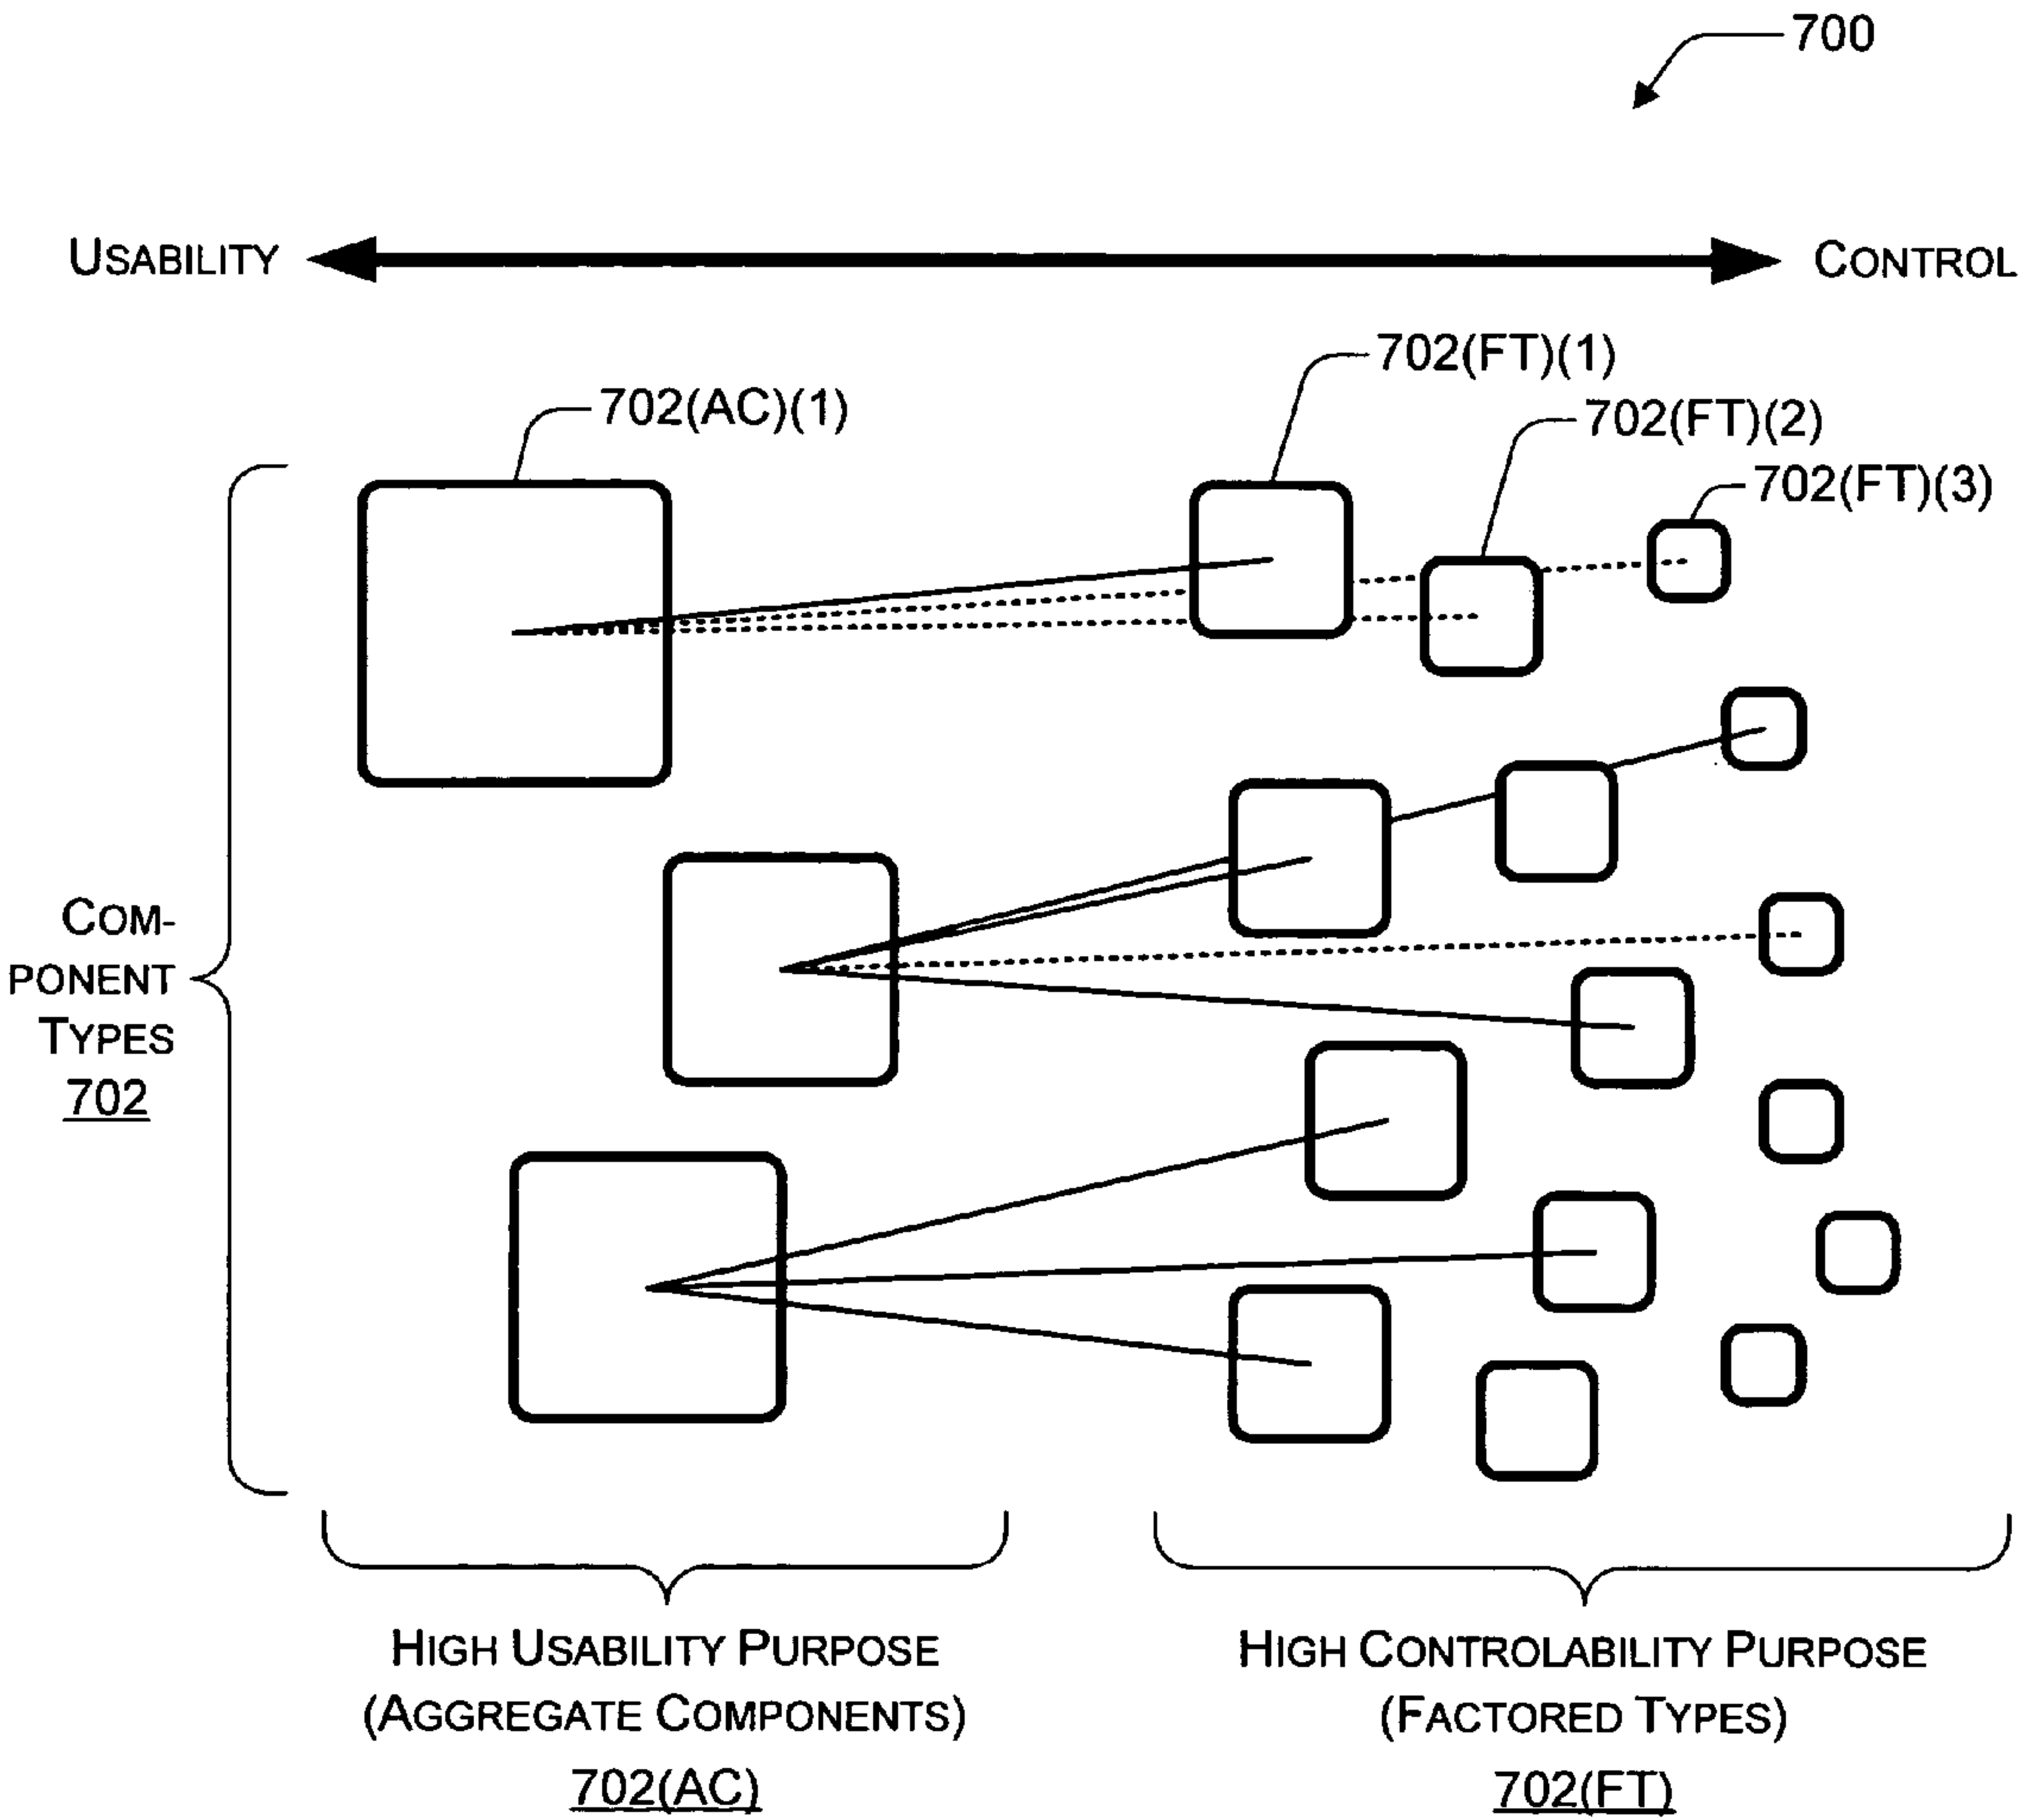 700
USABILITY
CONTROL
702(FT)(1)
702(AC)(1)
702(FT)(2)
702(FT)(3)
COM-
PONENT
TYPES
702
HIGH USABILITY PURPOSE
(AGGREGATE COMPONENTS)
702(AC)
HIGH CONTROLABILITY PURPOSE
(FACTORED TYPES)
702(FT)